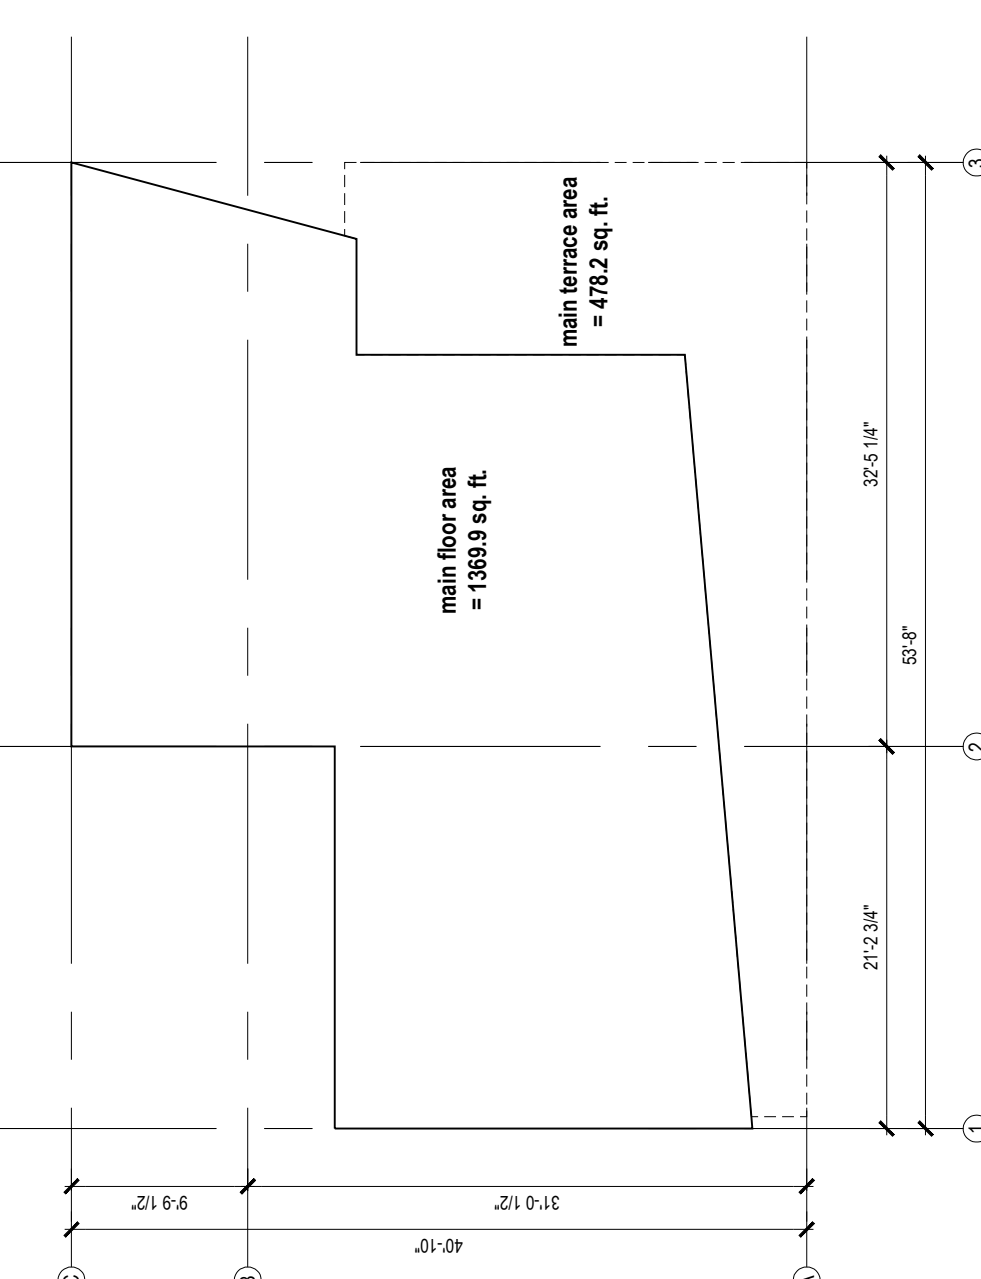 main terrace area
= 478.2 sq. ft.
main floor area
= 1369.9 sq. ft.
32'-5 1/4"
53'-8"
21'-2 3/4"
3
2
1
9'-9 1/2"
31'-0 1/2"
40'-10"